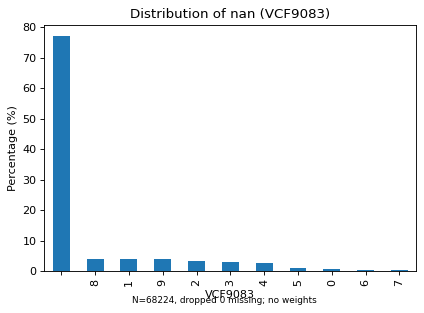 Distribution of nan (VCF9083)
Percentage (%)
80
70
60
50
40
30
20
10
0
8 1 9 2 3 4 5 0 6 7
VCF9083
N=68224, dropped 0 missing; no weights